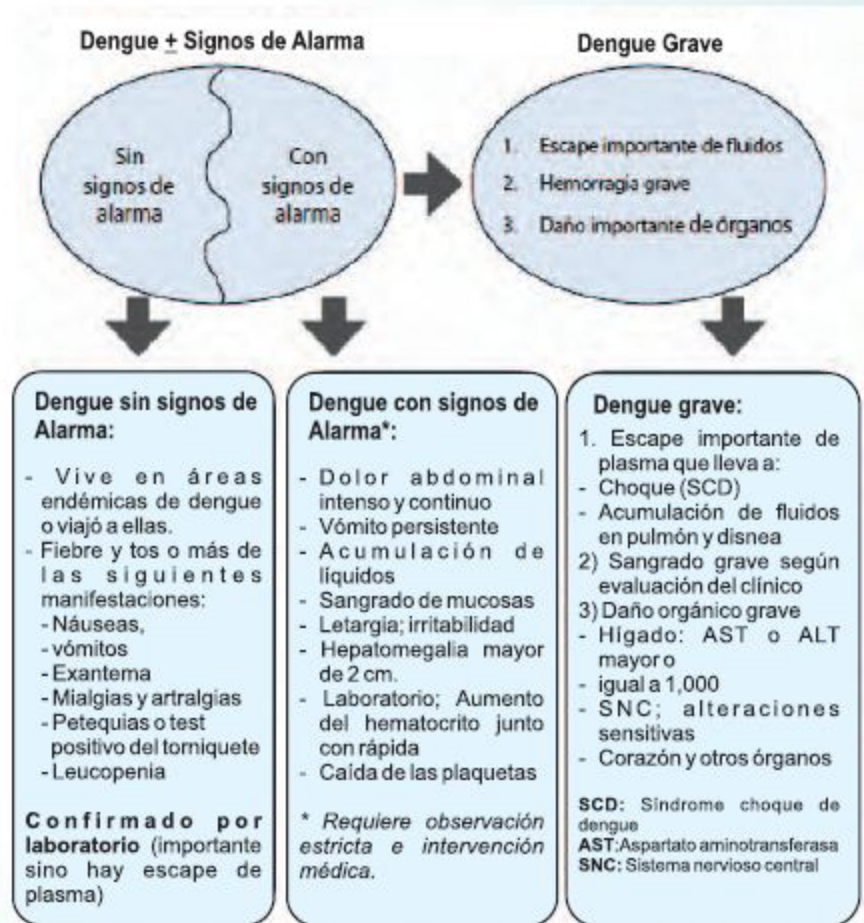 Dengue ± Signos de Alarma
Dengue Grave
Sin
signos de
alarma
Con
signos de
alarma
1. Escape importante de fluidos
2. Hemorragia grave
3. Daño importante de órganos
Dengue sin signos de
Alarma:
- Vive en áreas
endémicas de dengue
o viajó a ellas.
- Fiebre y tos o más de
las siguientes
manifestaciones:
- Náuseas,
- vómitos
- Exantema
- Mialgias y artralgias
- Petequias o test
positivo del torniquete
- Leucopenia
Confirmado por
laboratorio (importante
sino hay escape de
plasma)
Dengue con signos de
Alarma*:
- Dolor abdominal
intenso y continuo
- Vómito persistente
- Acumulación de
líquidos
- Sangrado de mucosas
- Letargia; irritabilidad
- Hepatomegalia mayor
de 2 cm.
- Laboratorio; Aumento
del hematocrito junto
con rápida
- Caída de las plaquetas
* Requiere observación
estricta e intervención
médica.
Dengue grave:
1. Escape importante de
plasma que lleva a:
- Choque (SCD)
- Acumulación de fluidos
en pulmón y disnea
2) Sangrado grave según
evaluación del clínico
3) Daño orgánico grave
- Hígado: AST o ALT
mayor o
- igual a 1,000
- SNC; alteraciones
sensitivas
- Corazón y otros órganos
SCD: Síndrome choque de
dengue
AST:Aspartato aminotransferasa
SNC: Sistema nervioso central